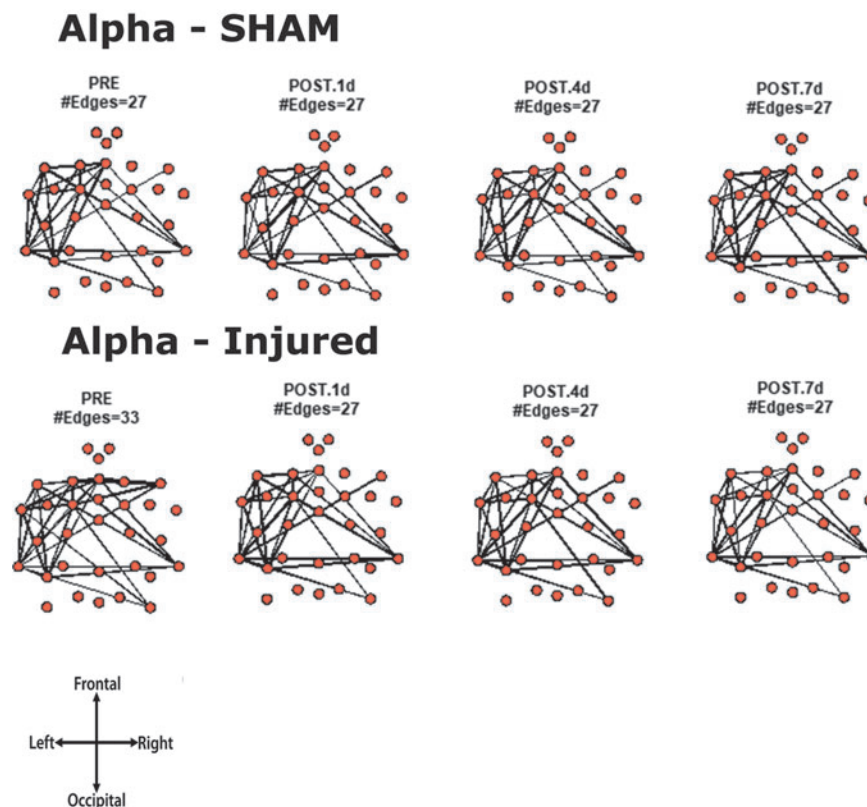 Alpha - SHAM
PRE
#Edges=27
POST.1d
#Edges=27
POST.4d
#Edges=27
POST.7d
#Edges=27
Alpha - Injured
PRE
#Edges=33
POST.1d
#Edges=27
POST.4d
#Edges=27
POST.7d
#Edges=27
Frontal
Left
Right
Occipital